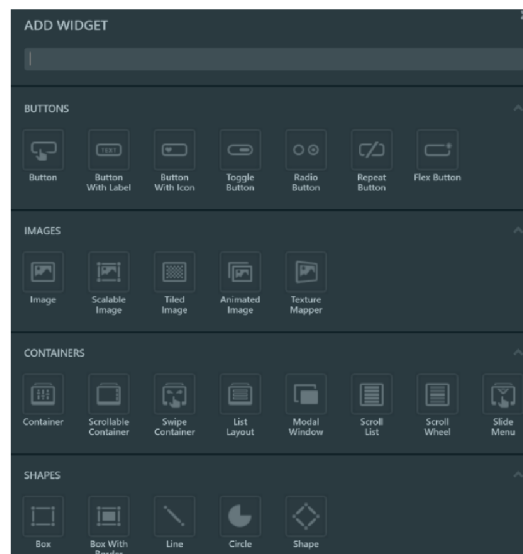 ADD WIDGET
BUTTONS
Button
Button With Label
Button With Icon
Toggle Button
Radio Button
Repeat Button
Flex Button
TEXT
IMAGES
Image
Scalable Image
Tiled Image
Animated Image
Texture Mapper
CONTAINERS
Container
Scrollable Container
Swipe Container
List Layout
Modal Window
Scroll List
Scroll Wheel
Slide Menu
SHAPES
Box
Box With Border
Line
Circle
Shape